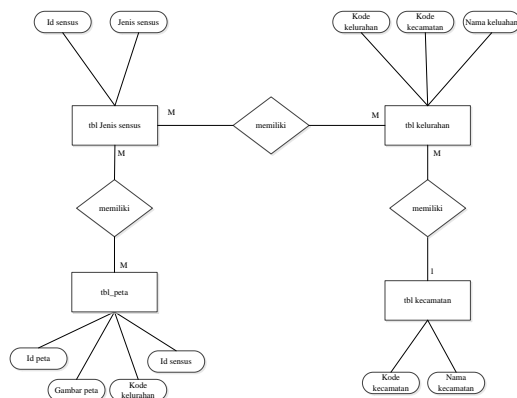 Id sensus
Jenis sensus
Kode
kelurahan
Kode
kecamatan
Nama keluahan
tbl Jenis sensus
M
memiliki
M
tbl kelurahan
M
M
memiliki
memiliki
M
1
tbl_peta
tbl kecamatan
Id peta
Id sensus
Gambar peta
Kode
kelurahan
Kode
kecamatan
Nama
kecamatan